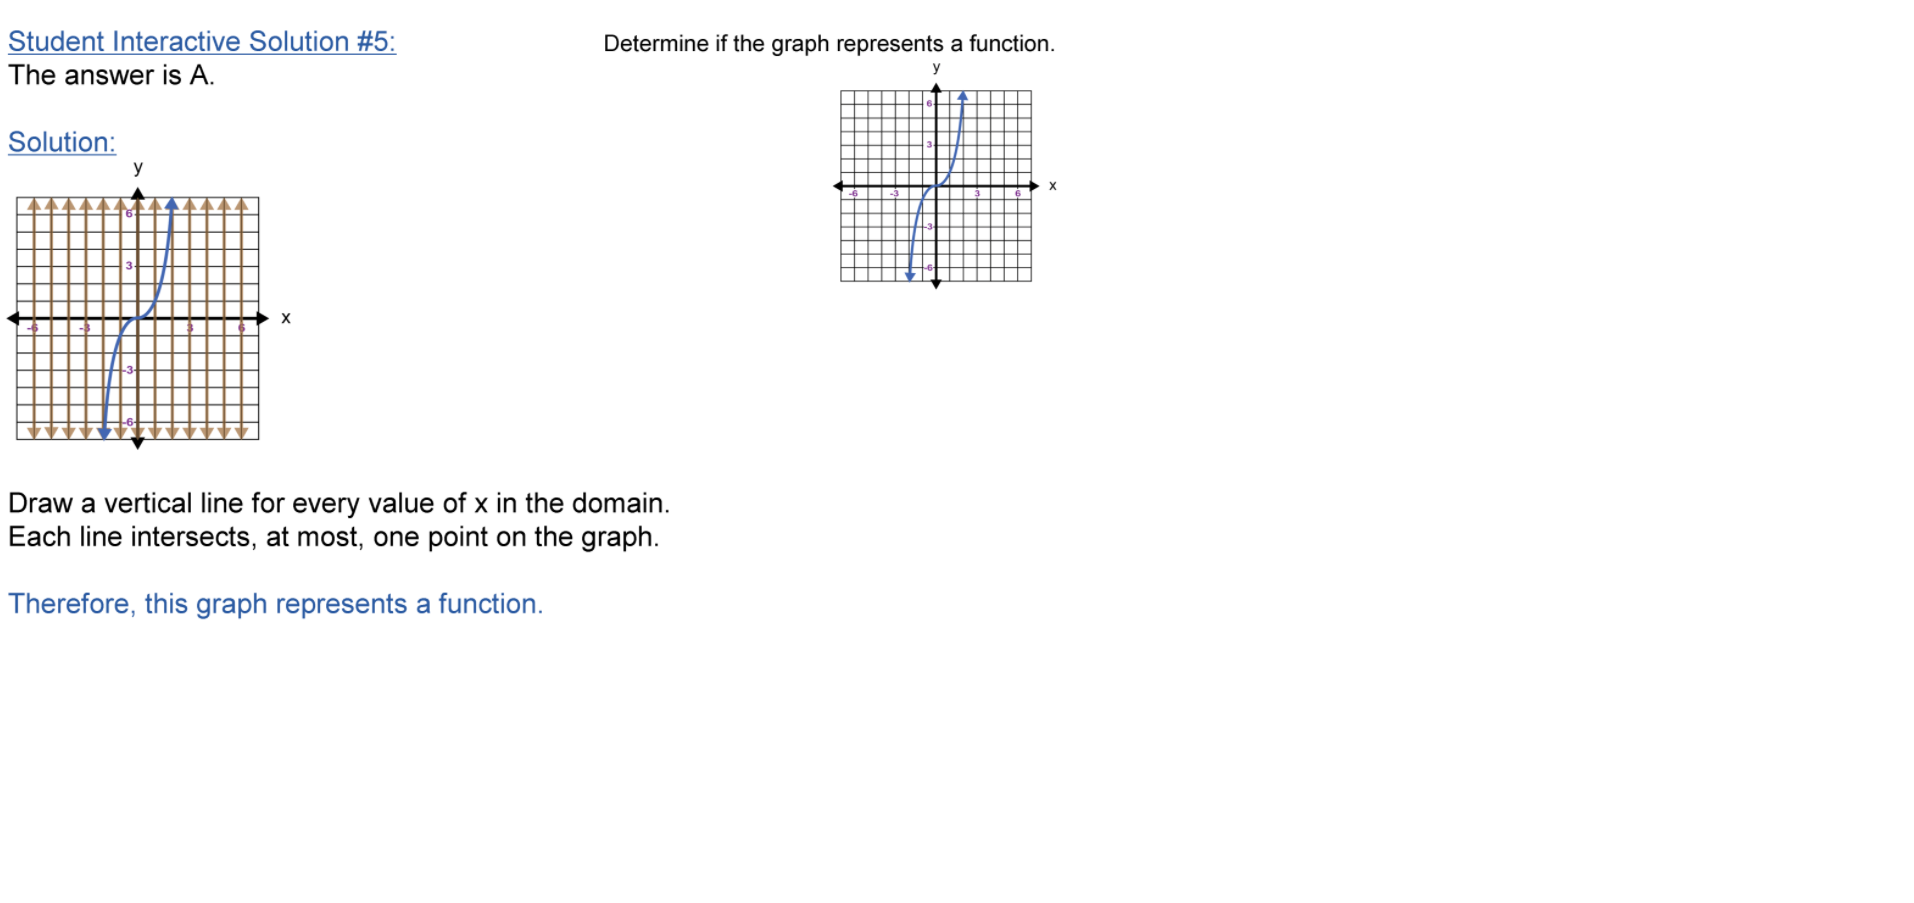 Student Interactive Solution #5:
The answer is A.
Solution:
y
6
3
-6 -3 3 6 x
-3
-6
Draw a vertical line for every value of x in the domain.
Each line intersects, at most, one point on the graph.
Therefore, this graph represents a function.
Determine if the graph represents a function.
y
6
3
-6 -3 3 6 x
-3
-6